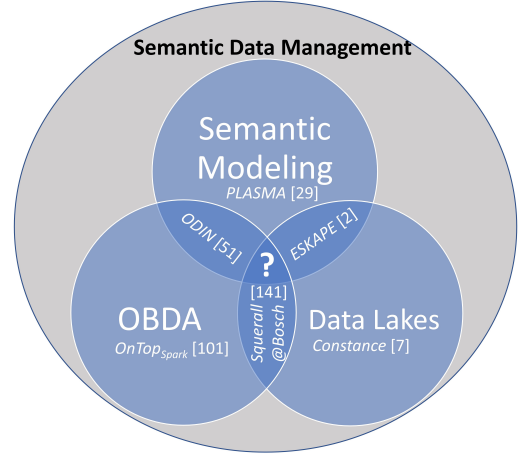 Semantic Data Management
Semantic
Modeling
PLASMA [29]
ODIN [51]
ESKAPE [2]
?
OBDA
OnTopSpark [101]
Squerall [141]
@Bosch
Data Lakes
Constance [7]